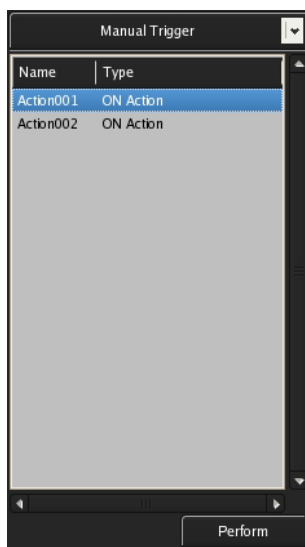 Manual Trigger
Name Type
Action001 ON Action
Action002 ON Action
Perform